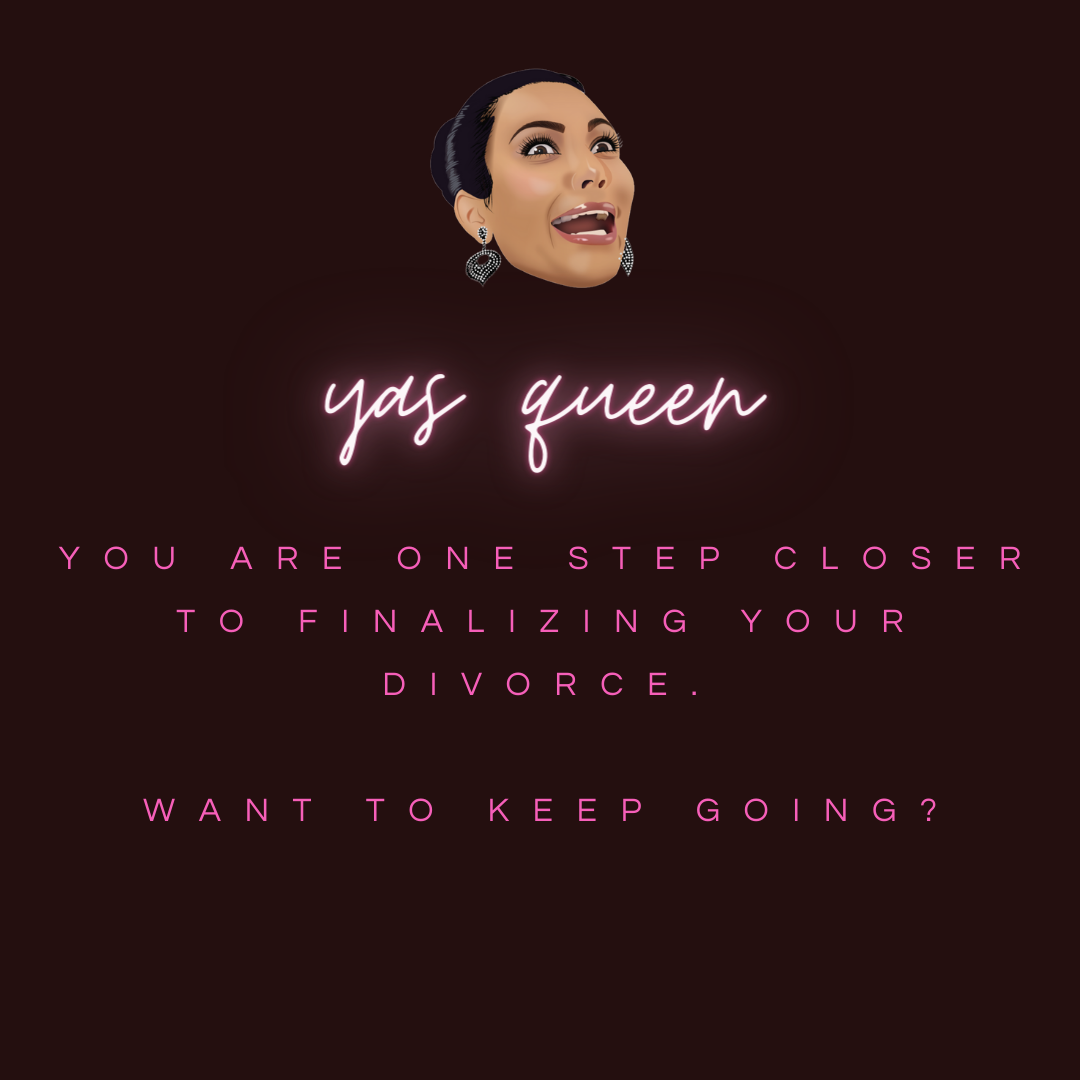 yas queen
YOU ARE ONE STEP CLOSER
TO FINALIZING YOUR
DIVORCE.
WANT TO KEEP GOING?